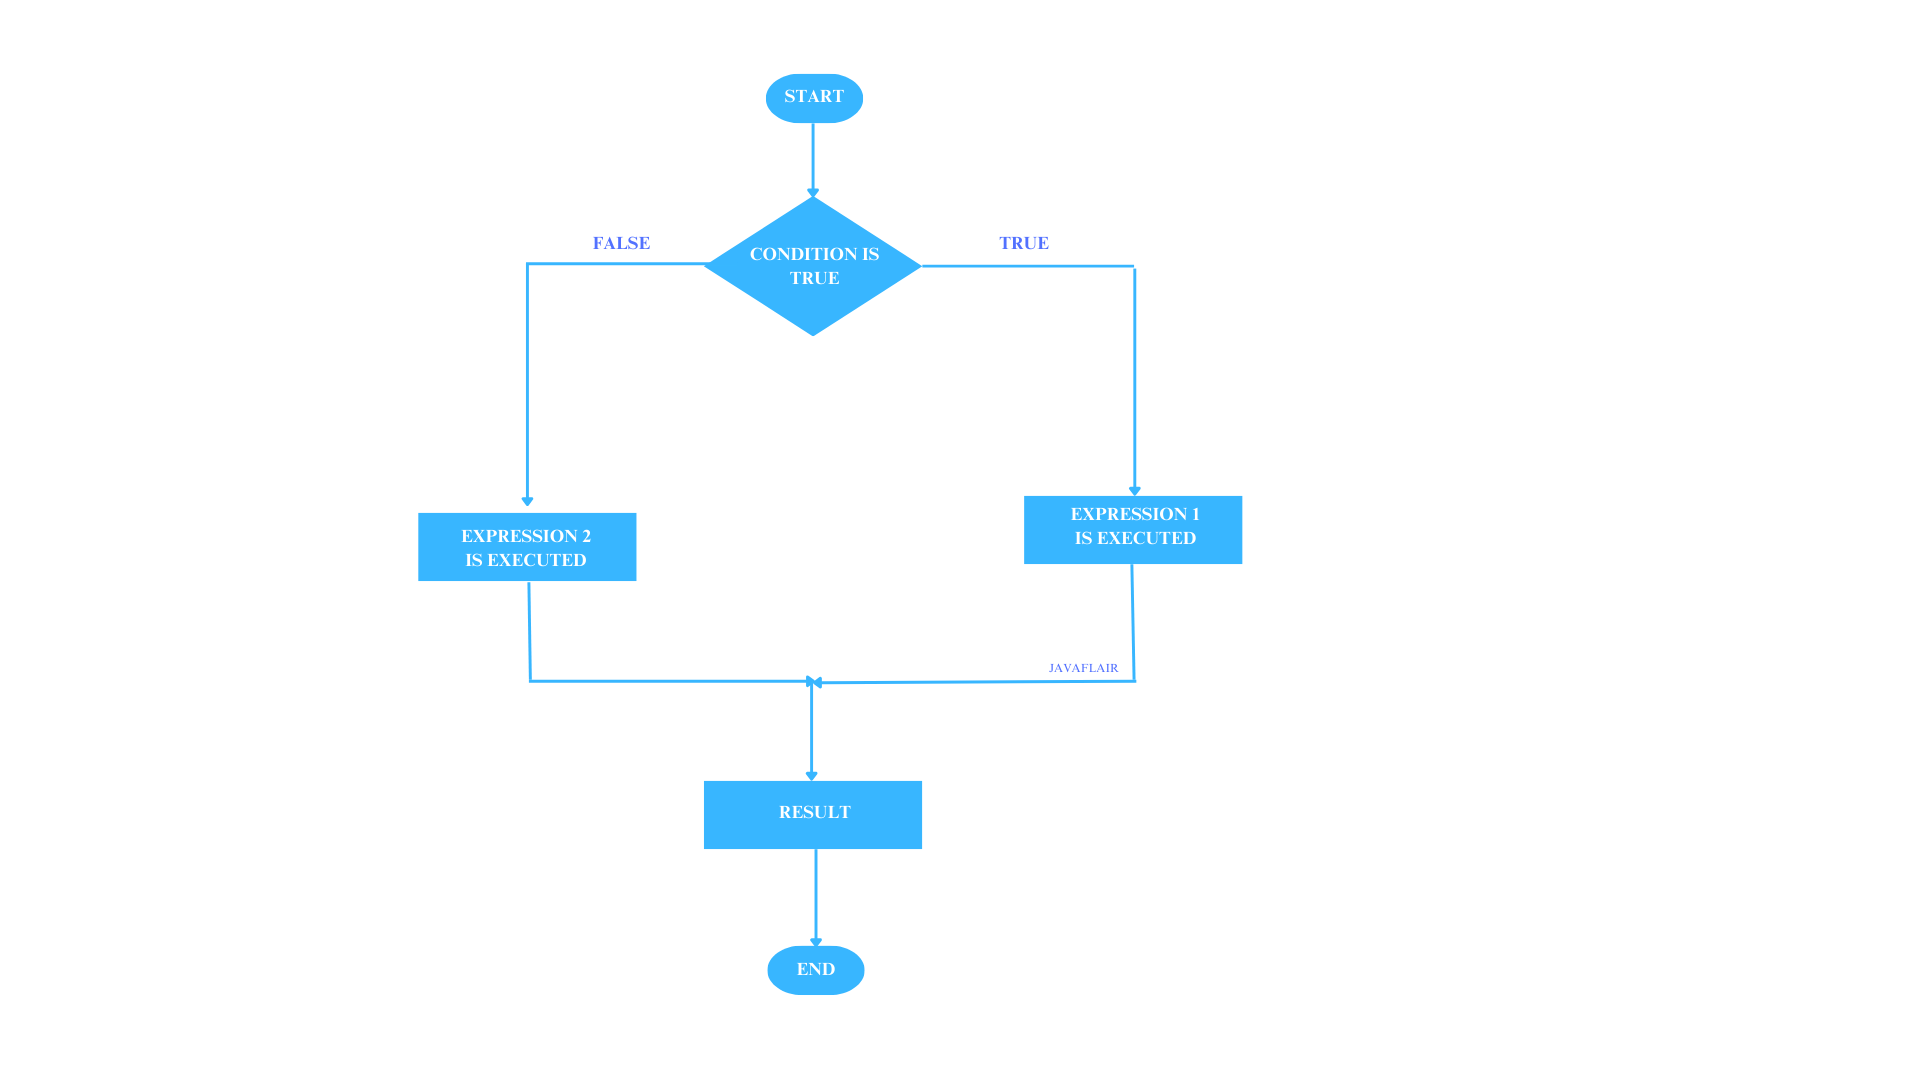 START
FALSE
TRUE
CONDITION IS
TRUE
EXPRESSION 2
IS EXECUTED
EXPRESSION 1
IS EXECUTED
JAVAFLAIR
RESULT
END